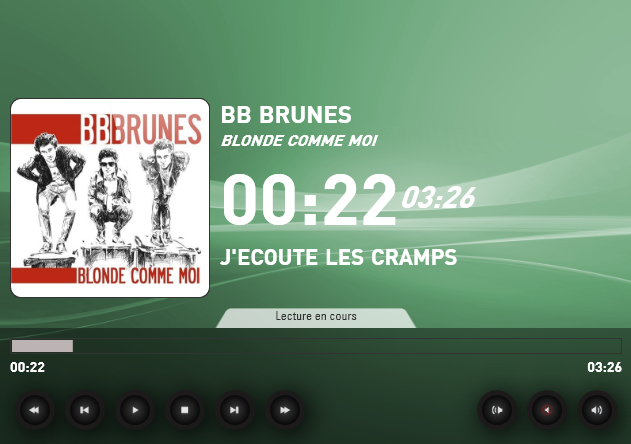 BBBRUNES
BLONDE COMME MOI
BB BRUNES
BLONDE COMME MOI
00:22 03:26
J'ECOUTE LES CRAMPS
Lecture en cours
00:22 03:26